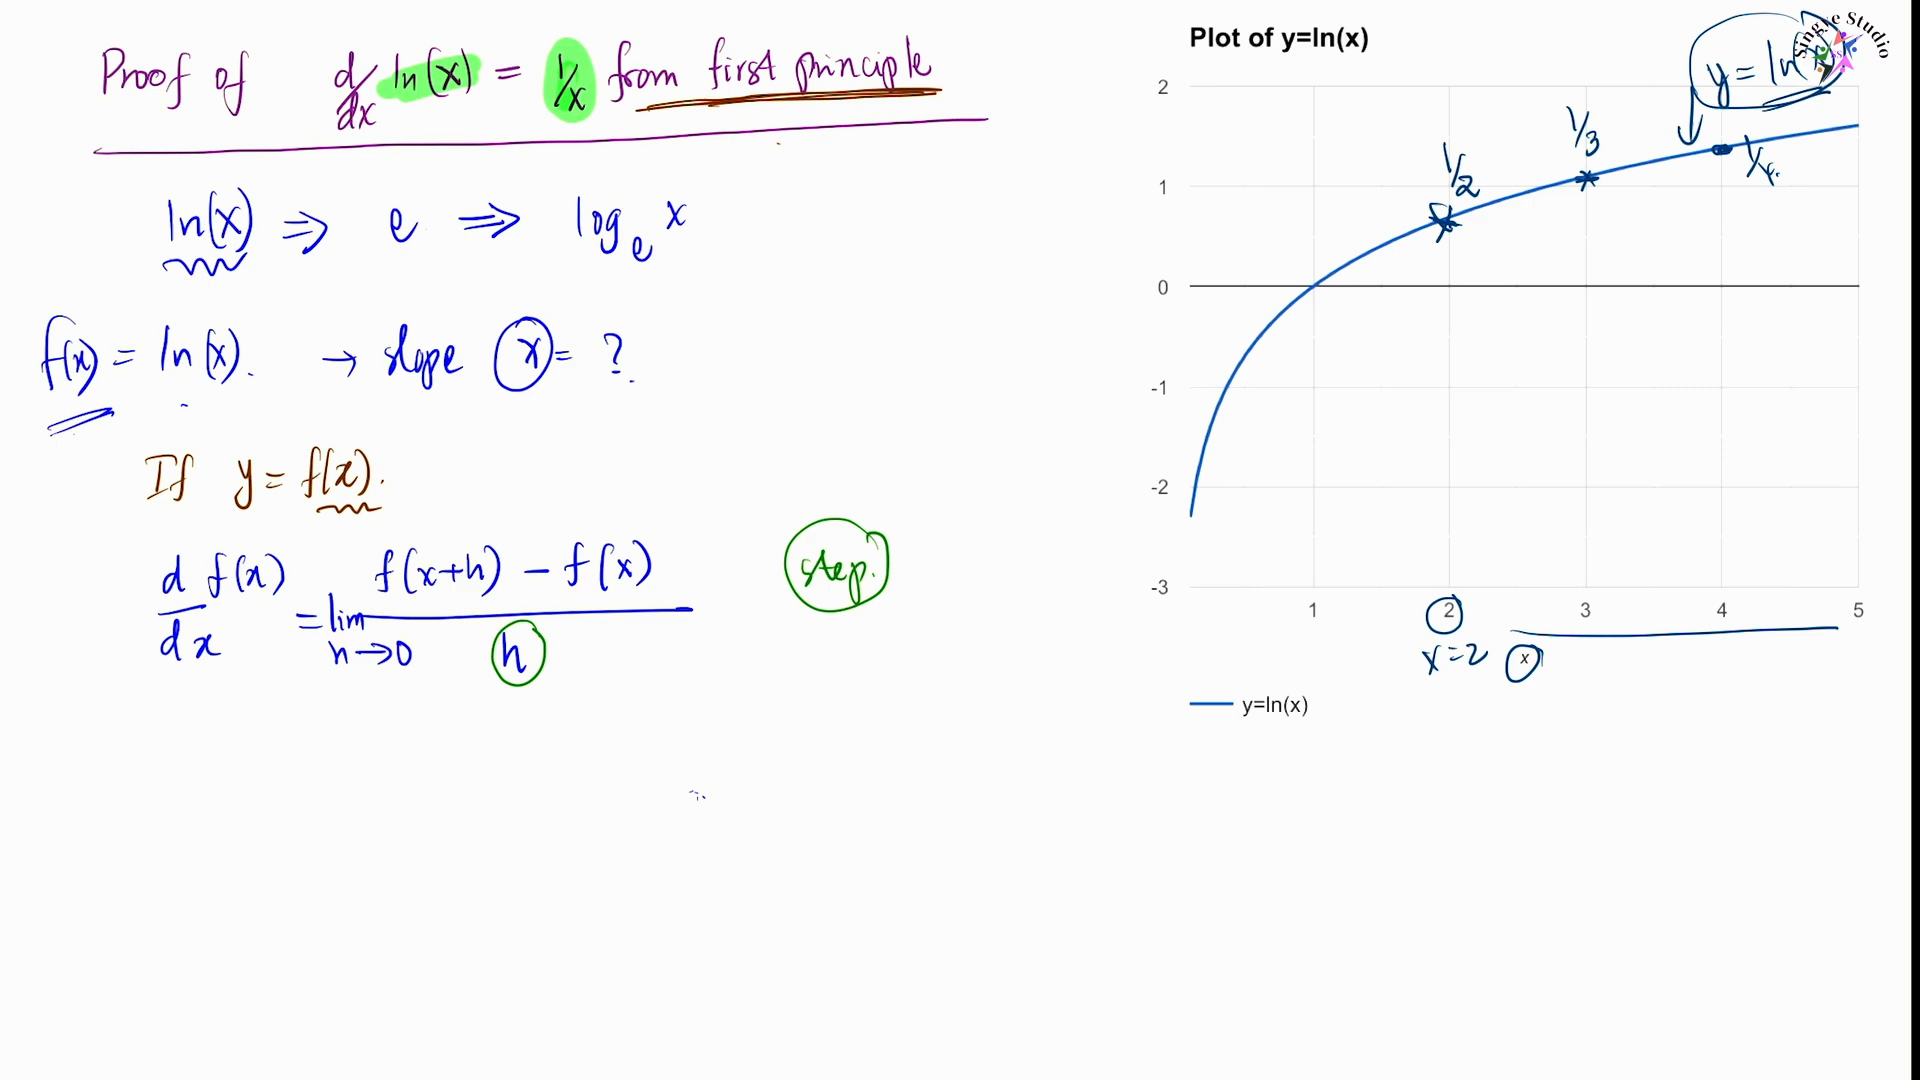 Proof of d/dx ln(x) = 1/x from first principle
ln(x) ⇒ e ⇒ log_e x
f(x) = ln(x). → slope x = ?
If y = f(x).
d/dx f(x) = lim h→0 f(x+h) − f(x) / h
step.
Plot of y=ln(x)
y = ln(x)
Single Studio
2
1
0
-1
-2
-3
1/2
1/3
1 2 3 4 5
x=2
x
y=ln(x)